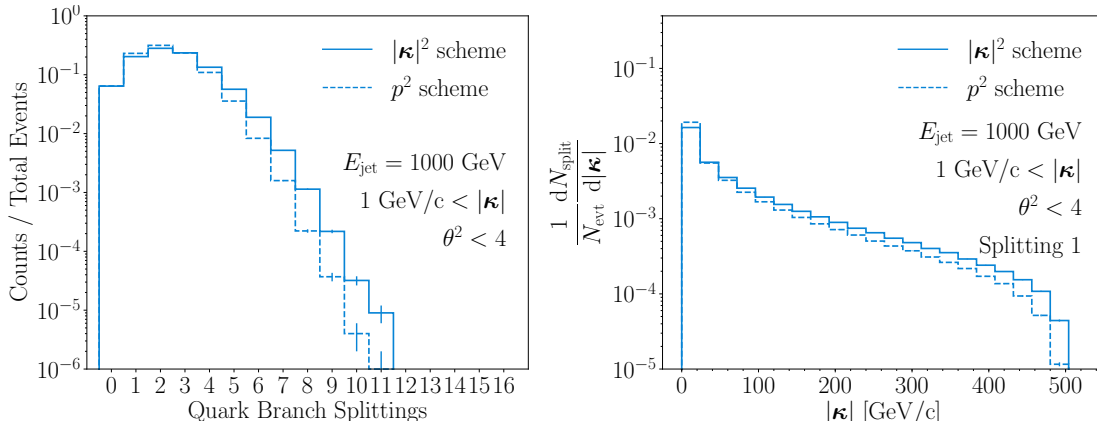 10^0
10^{-1}
10^{-2}
10^{-3}
10^{-4}
10^{-5}
10^{-6}
Counts / Total Events
|κ|^2 scheme
p^2 scheme
E_jet = 1000 GeV
1 GeV/c < |κ|
θ^2 < 4
0 1 2 3 4 5 6 7 8 9 10 11 12 13 14 15 16
Quark Branch Splittings
10^{-1}
10^{-2}
10^{-3}
10^{-4}
10^{-5}
1 dN_split
N_evt d|κ|
|κ|^2 scheme
p^2 scheme
E_jet = 1000 GeV
1 GeV/c < |κ|
θ^2 < 4
Splitting 1
0 100 200 300 400 500
|κ| [GeV/c]